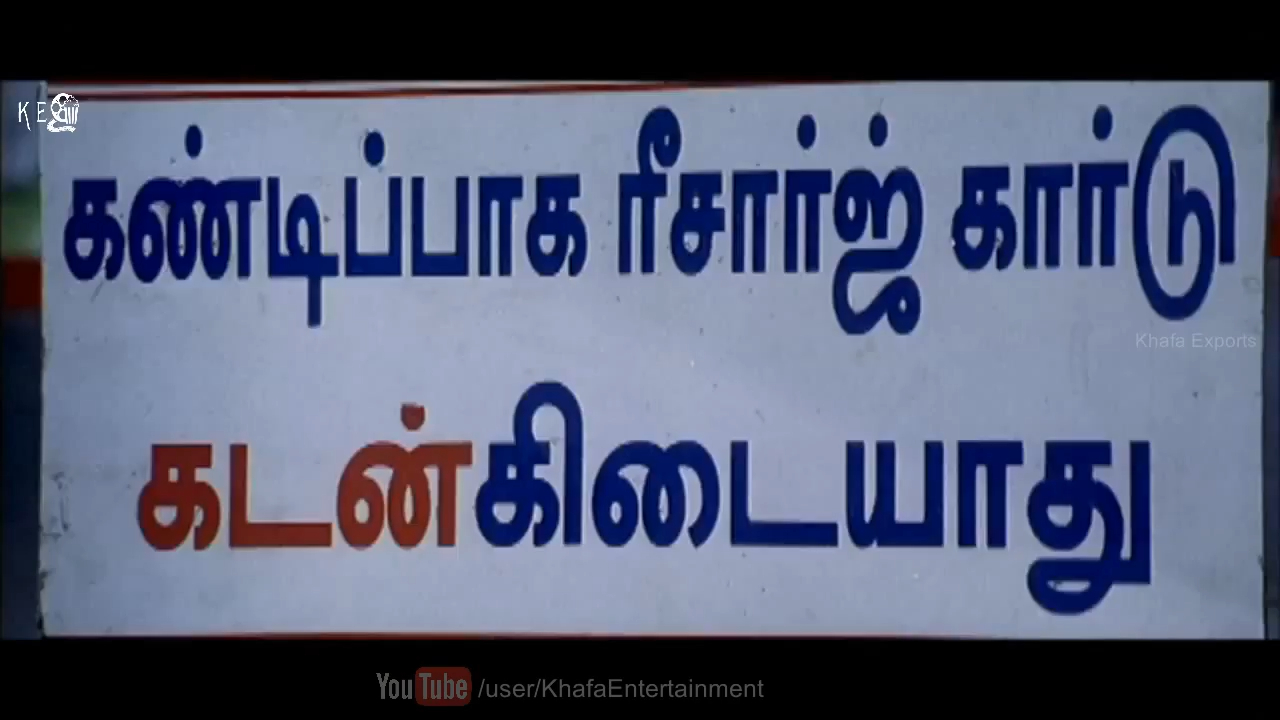 KE
கண்டிப்பாக ரீசார்ஜ் கார்டு
Khafa Exports
கடன்கிடையாது
YouTube /user/KhafaEntertainment